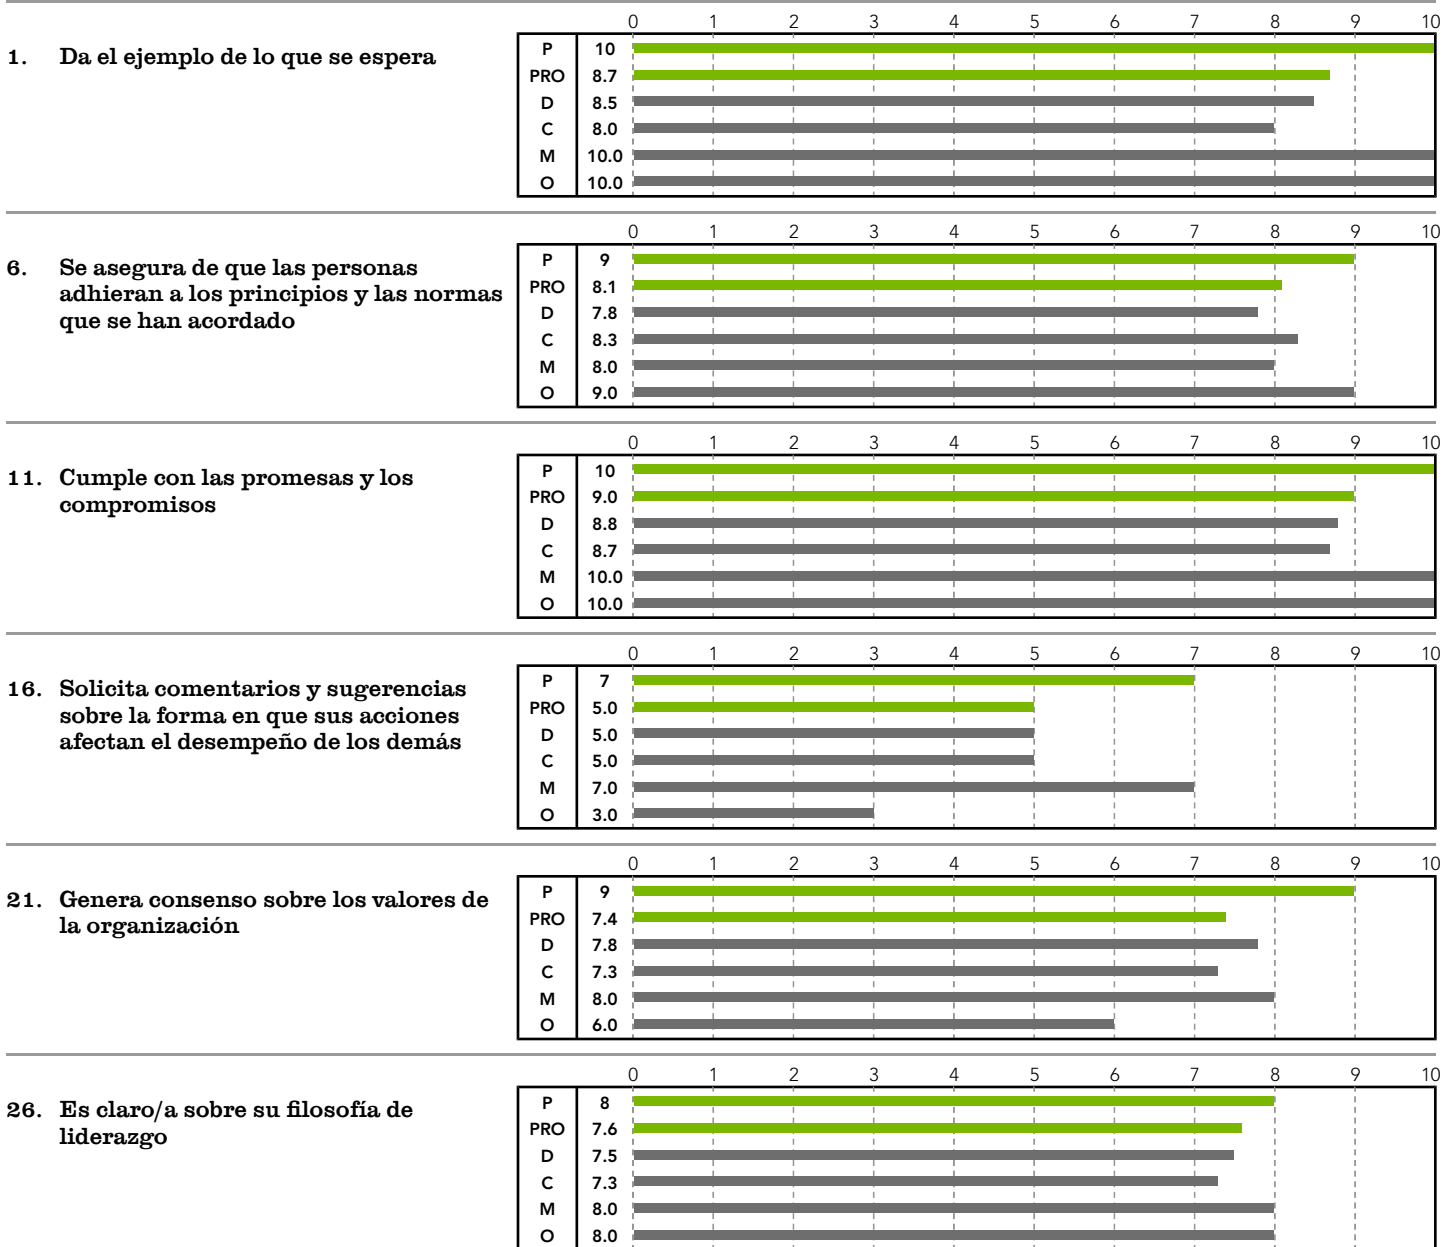 0 1 2 3 4 5 6 7 8 9 10
1. Da el ejemplo de lo que se espera
P 10
PRO 8.7
D 8.5
C 8.0
M 10.0
O 10.0
0 1 2 3 4 5 6 7 8 9 10
6. Se asegura de que las personas
adhieran a los principios y las normas
que se han acordado
P 9
PRO 8.1
D 7.8
C 8.3
M 8.0
O 9.0
0 1 2 3 4 5 6 7 8 9 10
11. Cumple con las promesas y los
compromisos
P 10
PRO 9.0
D 8.8
C 8.7
M 10.0
O 10.0
0 1 2 3 4 5 6 7 8 9 10
16. Solicita comentarios y sugerencias
sobre la forma en que sus acciones
afectan el desempeño de los demás
P 7
PRO 5.0
D 5.0
C 5.0
M 7.0
O 3.0
0 1 2 3 4 5 6 7 8 9 10
21. Genera consenso sobre los valores de
la organización
P 9
PRO 7.4
D 7.8
C 7.3
M 8.0
O 6.0
0 1 2 3 4 5 6 7 8 9 10
26. Es claro/a sobre su filosofía de
liderazgo
P 8
PRO 7.6
D 7.5
C 7.3
M 8.0
O 8.0